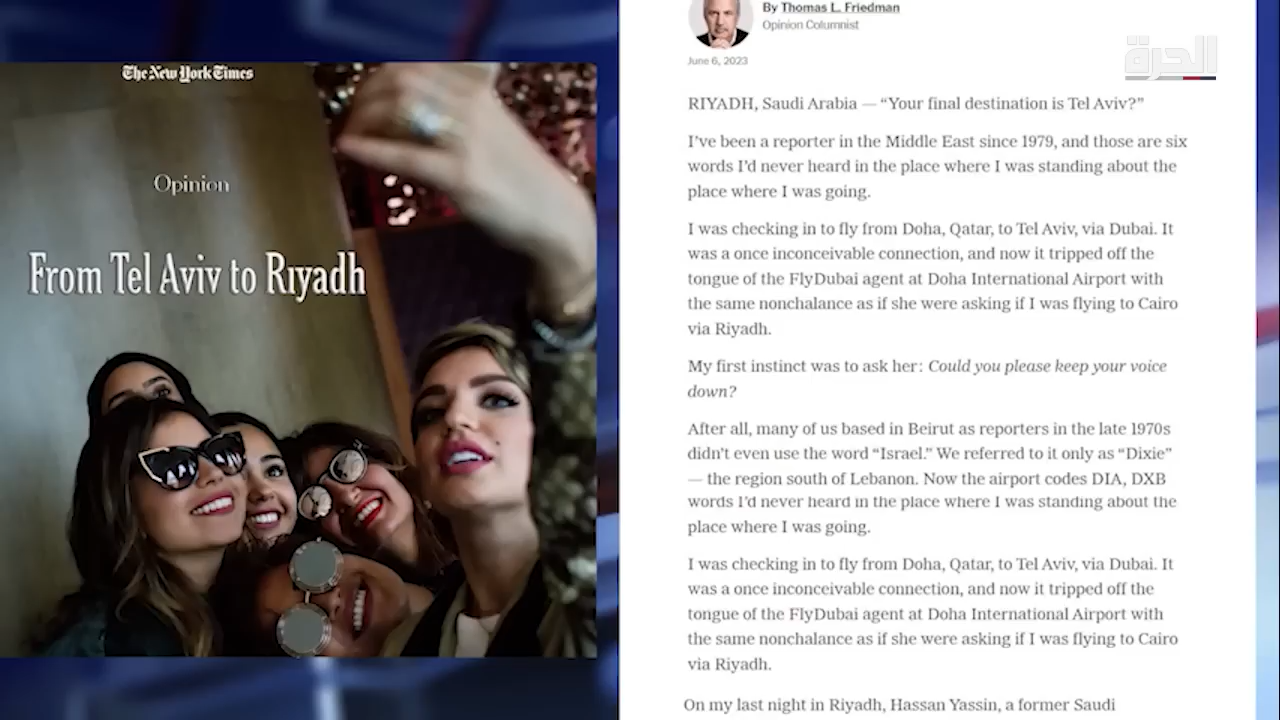 The New York Times
Opinion
From Tel Aviv to Riyadh
By Thomas L. Friedman
Opinion Columnist
June 6, 2023
الحرة
RIYADH, Saudi Arabia — “Your final destination is Tel Aviv?”
I’ve been a reporter in the Middle East since 1979, and those are six
words I’d never heard in the place where I was standing about the
place where I was going.
I was checking in to fly from Doha, Qatar, to Tel Aviv, via Dubai. It
was a once inconceivable connection, and now it tripped off the
tongue of the FlyDubai agent at Doha International Airport with
the same nonchalance as if she were asking if I was flying to Cairo
via Riyadh.
My first instinct was to ask her: Could you please keep your voice
down?
After all, many of us based in Beirut as reporters in the late 1970s
didn’t even use the word “Israel.” We referred to it only as “Dixie”
— the region south of Lebanon. Now the airport codes DIA, DXB
words I’d never heard in the place where I was standing about the
place where I was going.
I was checking in to fly from Doha, Qatar, to Tel Aviv, via Dubai. It
was a once inconceivable connection, and now it tripped off the
tongue of the FlyDubai agent at Doha International Airport with
the same nonchalance as if she were asking if I was flying to Cairo
via Riyadh.
On my last night in Riyadh, Hassan Yassin, a former Saudi